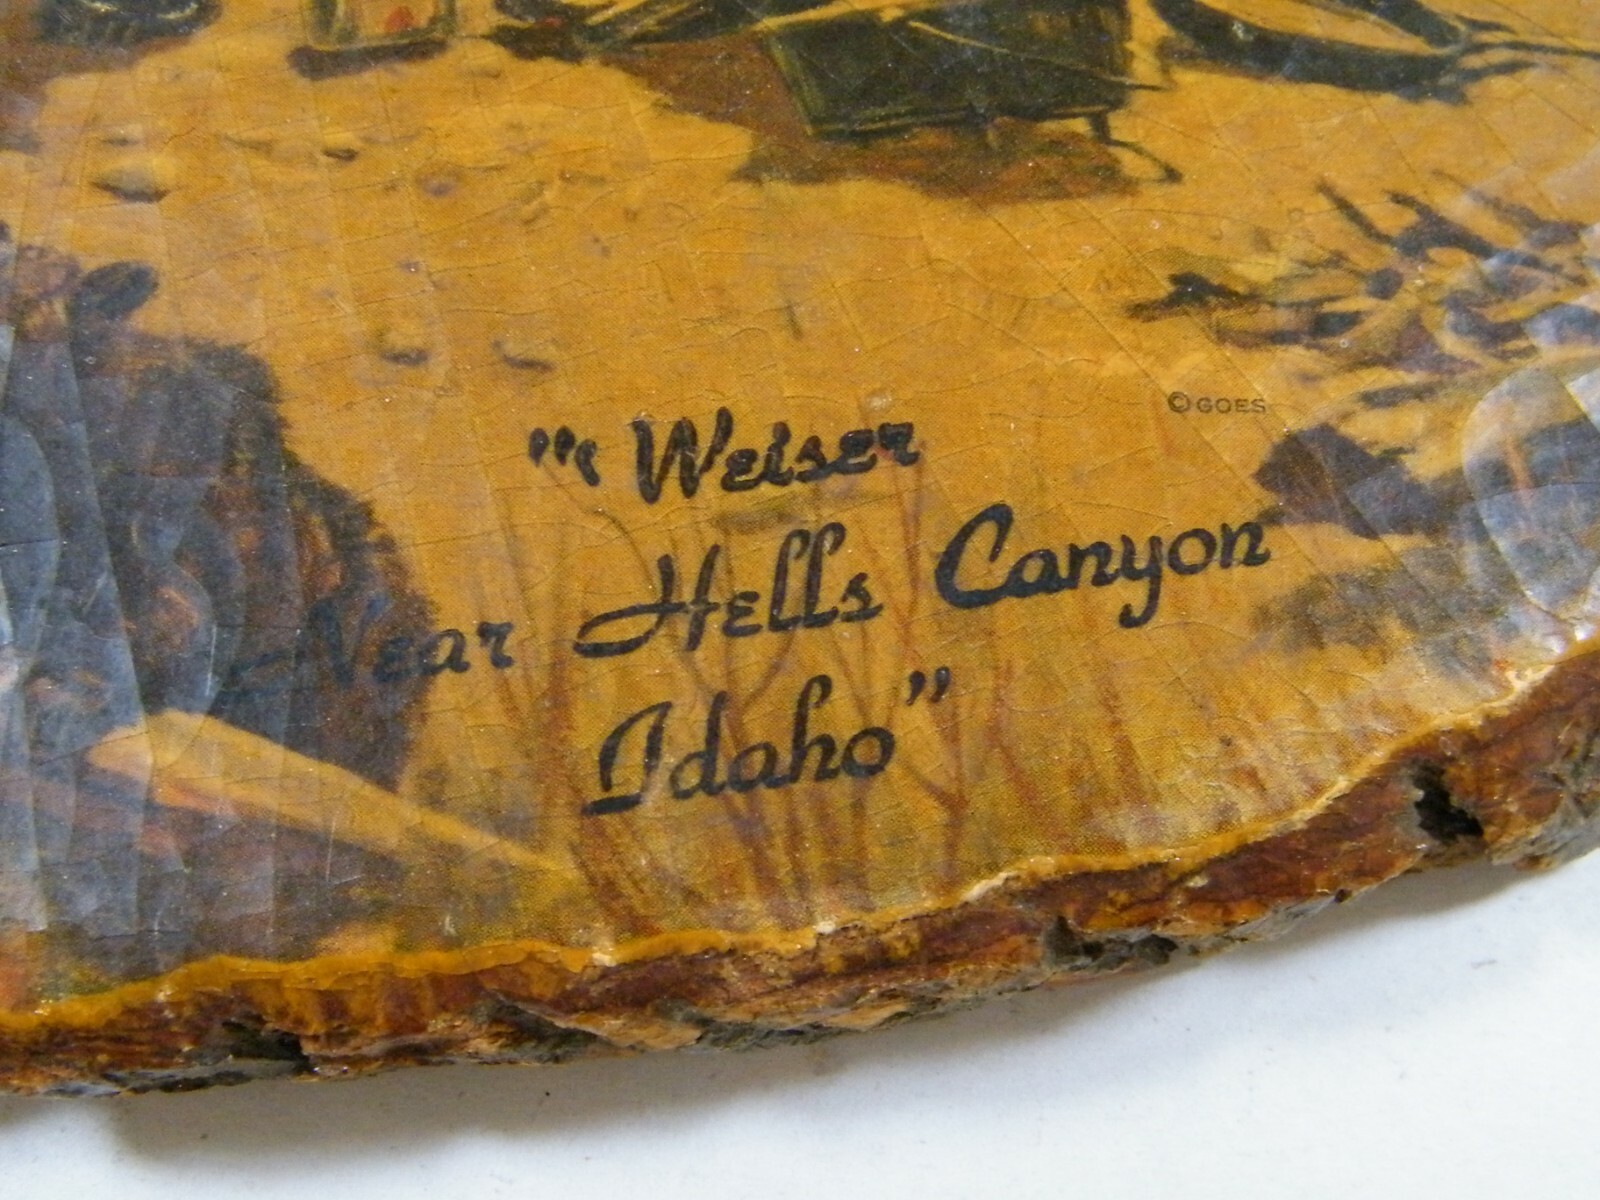 ©GOES
"‘ Weiser
Near Hells Canyon
Idaho"